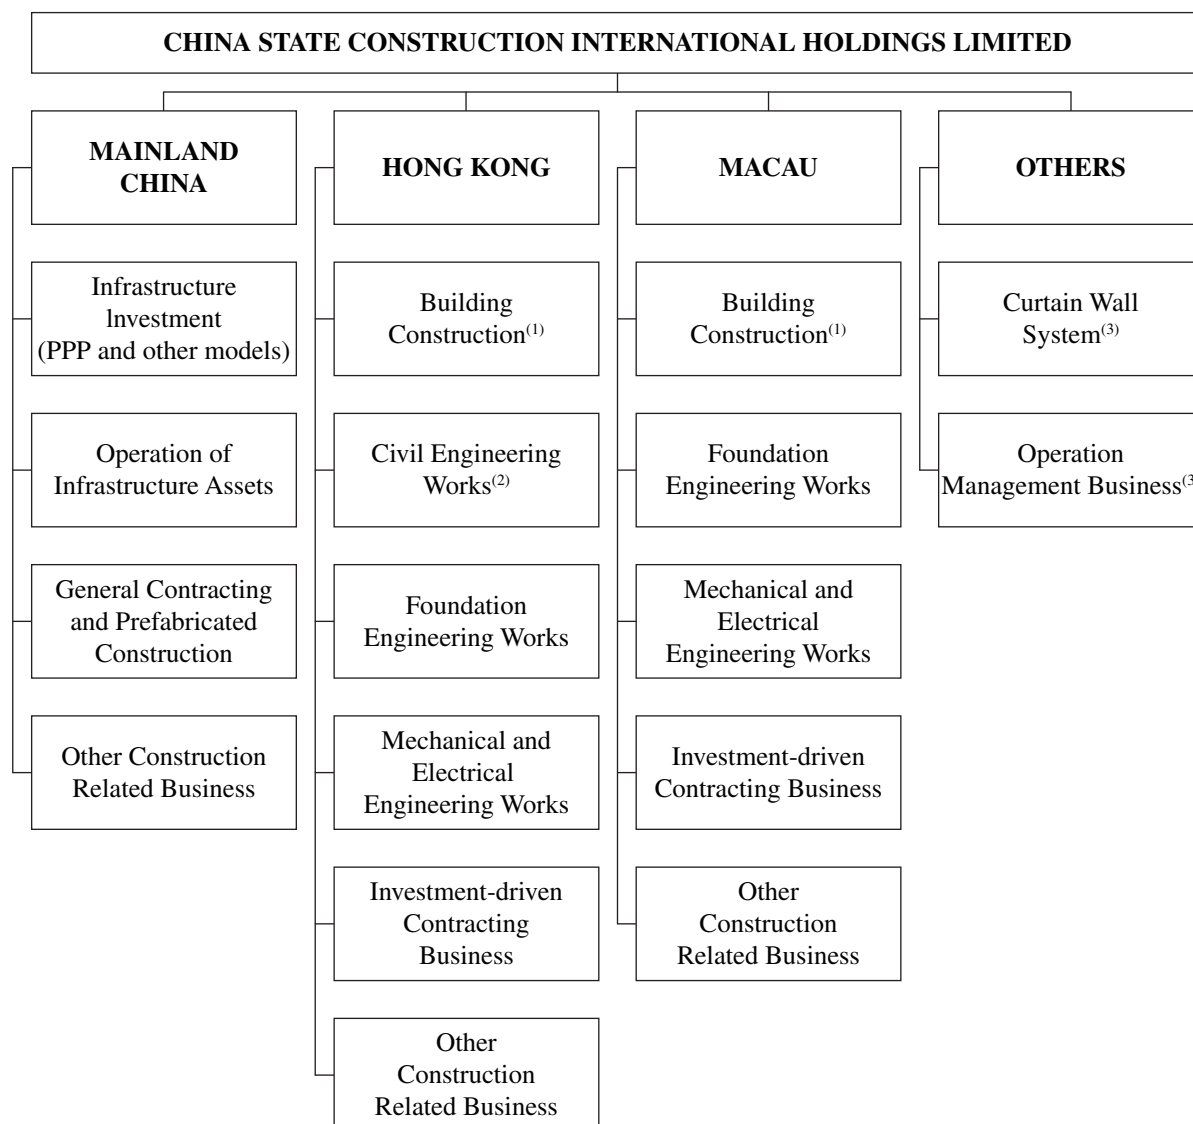 CHINA STATE CONSTRUCTION INTERNATIONAL HOLDINGS LIMITED
MAINLAND
CHINA
Infrastructure
lnvestment
(PPP and other models)
Operation of
Infrastructure Assets
General Contracting
and Prefabricated
Construction
Other Construction
Related Business
HONG KONG
Building
Construction(1)
Civil Engineering
Works(2)
Foundation
Engineering Works
Mechanical and
Electrical
Engineering Works
Investment-driven
Contracting
Business
Other
Construction
Related Business
MACAU
Building
Construction(1)
Foundation
Engineering Works
Mechanical and
Electrical
Engineering Works
Investment-driven
Contracting Business
Other
Construction
Related Business
OTHERS
Curtain Wall
System(3)
Operation
Management Business(3